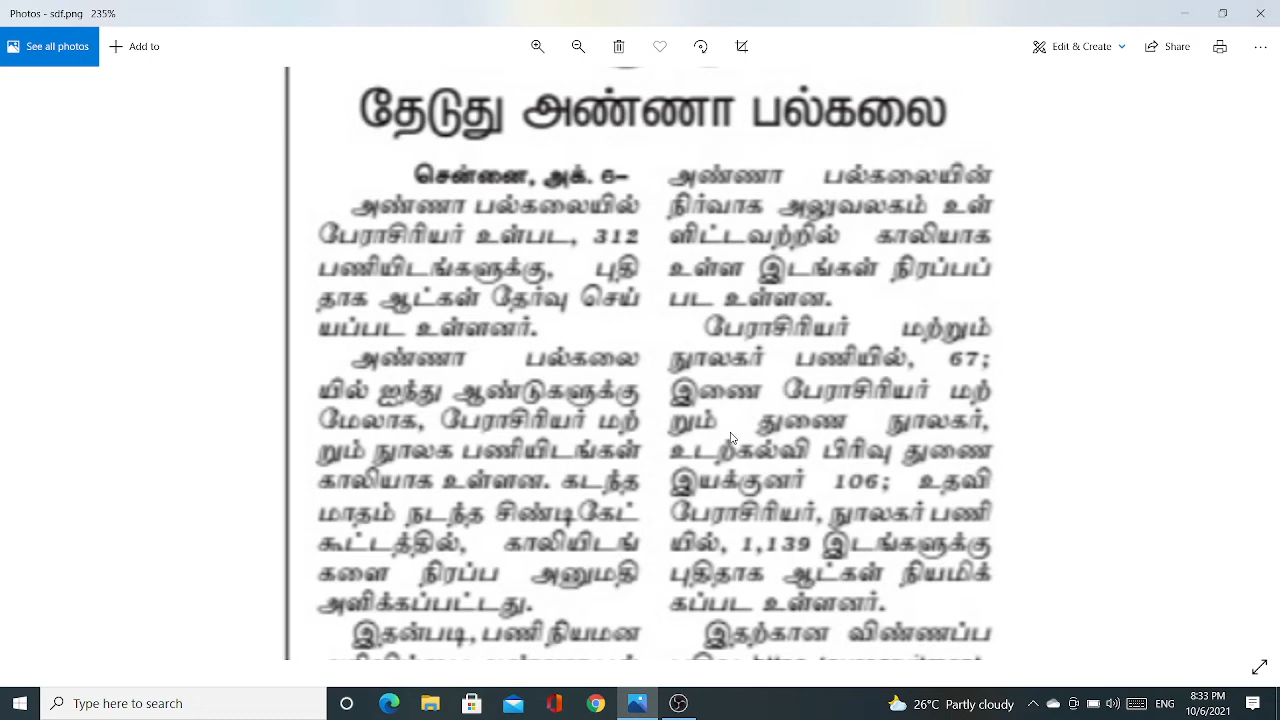 Photos - sdf.png 235%
See all photos
Add to
Edit & Create
Share
தேடுது அண்ணா பல்கலை
சென்னை, அக். 6–
அண்ணா பல்கலையில்
பேராசிரியர் உள்பட, 312
பணியிடங்களுக்கு, புதி
தாக ஆட்கள் தேர்வு செய்
யப்பட உள்ளனர்.
அண்ணா பல்கலை
யில் ஐந்து ஆண்டுகளுக்கு
மேலாக, பேராசிரியர் மற்
றும் நுாலக பணியிடங்கள்
காலியாக உள்ளன. கடந்த
மாதம் நடந்த சிண்டிகேட்
கூட்டத்தில், காலியிடங்
களை நிரப்ப அனுமதி
அளிக்கப்பட்டது.
இதன்படி, பணி நியமன
அண்ணா பல்கலையின்
நிர்வாக அலுவலகம் உள்
ளிட்டவற்றில் காலியாக
உள்ள இடங்கள் நிரப்பப்
பட உள்ளன.
பேராசிரியர் மற்றும்
நுாலகர் பணியில், 67;
இணை பேராசிரியர் மற்
றும் துணை நுாலகர்,
உடற்கல்வி பிரிவு துணை
இயக்குனர் 106; உதவி
பேராசிரியர், நுாலகர் பணி
யில், 1,139 இடங்களுக்கு
புதிதாக ஆட்கள் நியமிக்
கப்பட உள்ளனர்.
இதற்கான விண்ணப்ப
Type here to search
26°C Partly cloudy
ENG
8:33 PM
10/6/2021